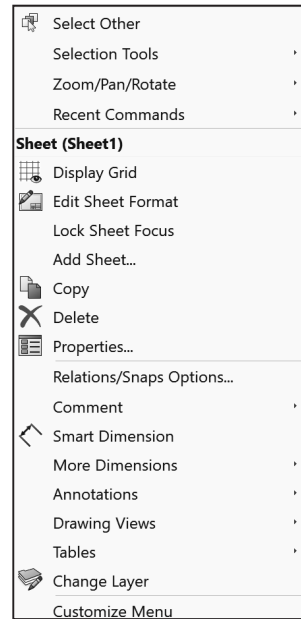 Select Other
Selection Tools
Zoom/Pan/Rotate
Recent Commands
Sheet (Sheet1)
Display Grid
Edit Sheet Format
Lock Sheet Focus
Add Sheet...
Copy
Delete
Properties...
Relations/Snaps Options...
Comment
Smart Dimension
More Dimensions
Annotations
Drawing Views
Tables
Change Layer
Customize Menu